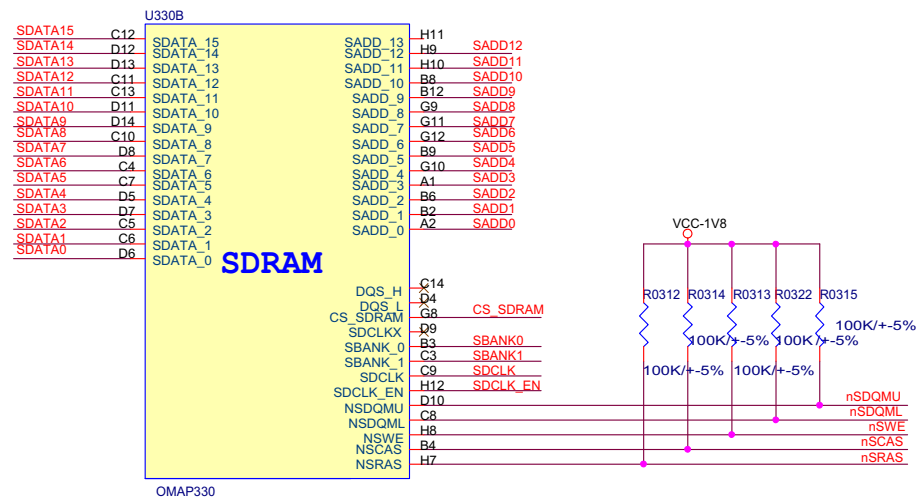 U330B
SDATA15 C12 SDATA_15 SADD_13 H11
SDATA14 D12 SDATA_14 SADD_12 H9 SADD12
SDATA13 D13 SDATA_13 SADD_11 H10 SADD11
SDATA12 C11 SDATA_12 SADD_10 B8 SADD10
SDATA11 C13 SDATA_11 SADD_9 B12 SADD9
SDATA10 D11 SDATA_10 SADD_8 G9 SADD8
SDATA9 D14 SDATA_9 SADD_7 G11 SADD7
SDATA8 C10 SDATA_8 SADD_6 G12 SADD6
SDATA7 D8 SDATA_7 SADD_5 B9 SADD5
SDATA6 C4 SDATA_6 SADD_4 G10 SADD4
SDATA5 C7 SDATA_5 SADD_3 A1 SADD3
SDATA4 D5 SDATA_4 SADD_2 B6 SADD2
SDATA3 D7 SDATA_3 SADD_1 B2 SADD1
SDATA2 C5 SDATA_2 SADD_0 A2 SADD0
SDATA1 C6 SDATA_1
SDATA0 D6 SDATA_0
SDRAM
DQS_H C14
DQS_L D4
CS_SDRAM G8 CS_SDRAM
SDCLKX D9
SBANK_0 B3 SBANK0
SBANK_1 C3 SBANK1
SDCLK C9 SDCLK
SDCLK_EN H12 SDCLK_EN
NSDQMU D10 nSDQMU
NSDQML C8 nSDQML
NSWE H8 nSWE
NSCAS B4 nSCAS
NSRAS H7 nSRAS
OMAP330
VCC-1V8
R0312 R0314 R0313 R0322 R0315
100K/+-5%
100K/+-5% 100K/+-5%
100K/+-5% 100K/+-5%